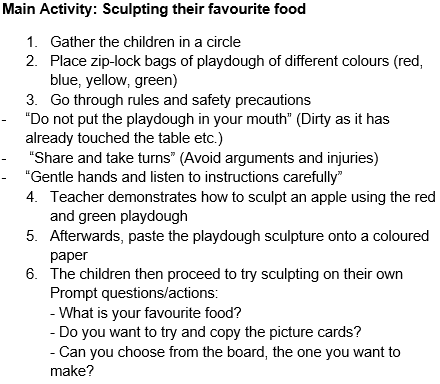 Main Activity: Sculpting their favourite food
1. Gather the children in a circle
2. Place zip-lock bags of playdough of different colours (red,
blue, yellow, green)
3. Go through rules and safety precautions
- “Do not put the playdough in your mouth” (Dirty as it has
already touched the table etc.)
- “Share and take turns” (Avoid arguments and injuries)
- “Gentle hands and listen to instructions carefully”
4. Teacher demonstrates how to sculpt an apple using the red
and green playdough
5. Afterwards, paste the playdough sculpture onto a coloured
paper
6. The children then proceed to try sculpting on their own
Prompt questions/actions:
- What is your favourite food?
- Do you want to try and copy the picture cards?
- Can you choose from the board, the one you want to
make?